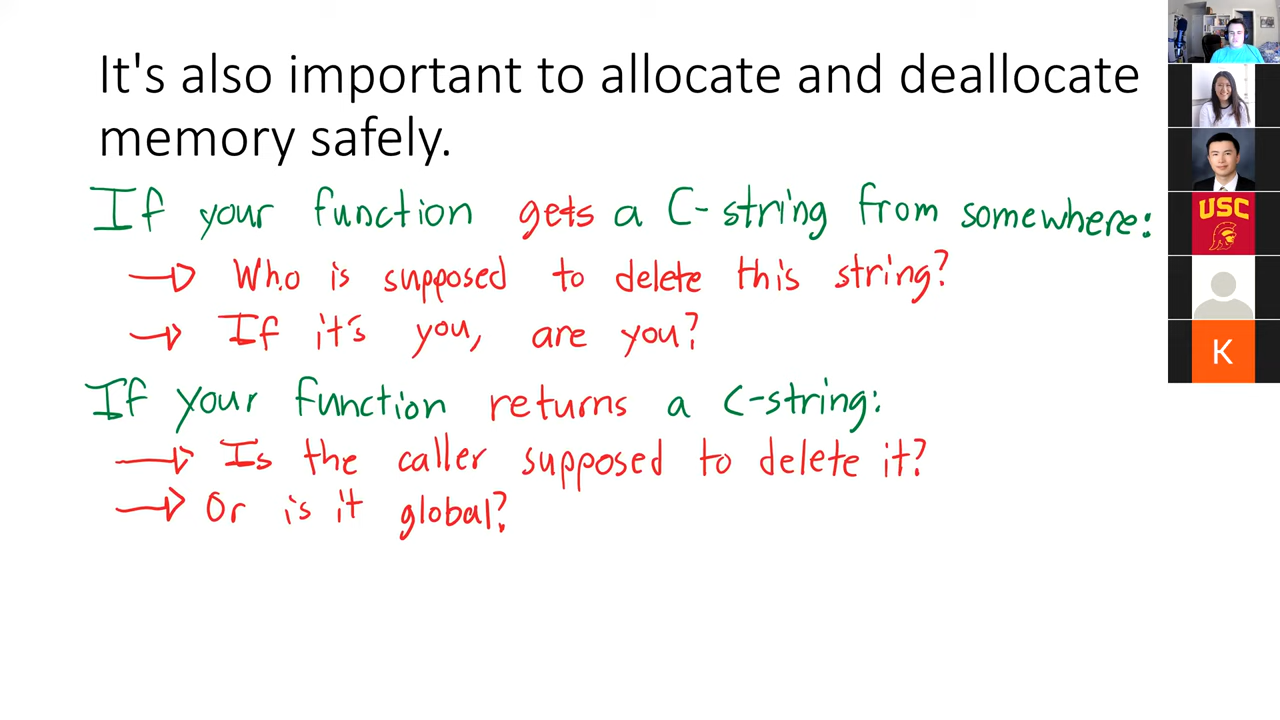 It's also important to allocate and deallocate
memory safely.
If your function gets a C-string from somewhere:
→ Who is supposed to delete this string?
→ If it's you, are you?
If your function returns a C-string:
→ Is the caller supposed to delete it?
→ Or is it global?
USC
K